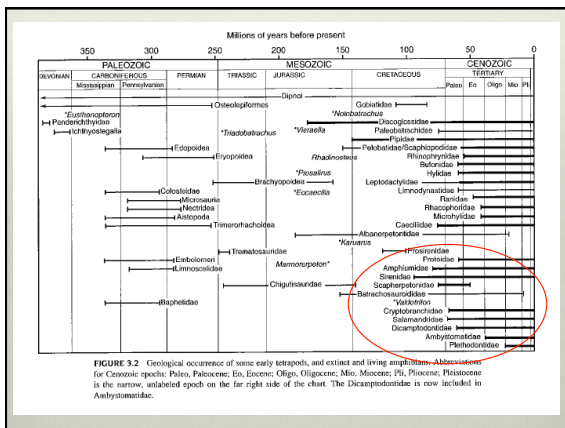 Millions of years before present
350 300 250 200 150 100 50 0
PALEOZOIC MESOZOIC CENOZOIC
DEVONIAN CARBONIFEROUS PERMIAN TRIASSIC JURASSIC CRETACEOUS TERTIARY
Mississippian Pennsylvanian Paleo Eo Oligo Mio Pli
Dipnoi
Osteolepiformes Gobiatidae
*Eusthenopteron *Notobatrachus
Panderichthyidae *Vieraella Discoglossidae
Ichthyostegalia *Triadobatrachus Paleobatrachidae
Pipidae
Edopoidea Pelobatidae/Scaphiopodidae
Eryopoidea Rhadinosteus Rhinophrynidae
Bufonidae
*Prosalirus Hylidae
Brachyopoidea Leptodactylidae
Colosteidae *Eocaecilia Limnodynastidae
Microsauria Ranidae
Nectridea Rhacophoridae
Aistopoda Microhylidae
Trimerorhachoidea Caeciliidae
Albanerpetontidae
*Karuarus
Trematosauridae Prosirenidae
Embolomeri Marmorerpeton* Proteidae
Limnoscelidae Amphiumidae
Sirenidae
Chigutisauridae Scapherpetonidae
Batrachosauroididae
Baphetidae *Valdotriton
Cryptobranchidae
Salamandridae
Dicamptodontidae
Ambystomatidae
Plethodontidae
FIGURE 3.2 Geological occurrence of some early tetrapods, and extinct and living amphibians. Abbreviations
for Cenozoic epochs: Paleo, Paleocene; Eo, Eocene; Oligo, Oligocene; Mio, Miocene; Pli, Pliocene; Pleistocene
is the narrow, unlabeled epoch on the far right side of the chart. The Dicamptodontidae is now included in
Ambystomatidae.